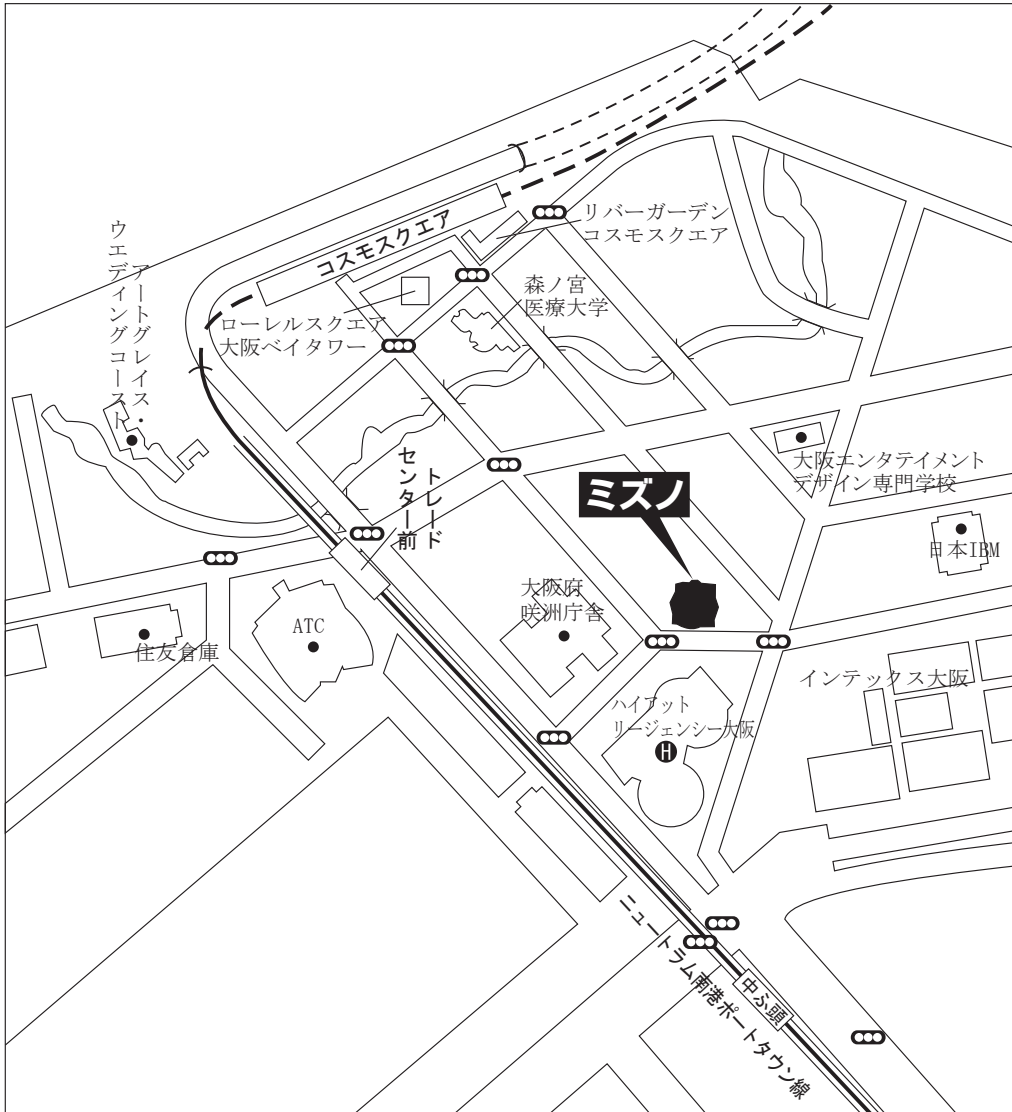 コスモスクエア
リバーガーデン
コスモスクエア
アートグレイス・
ウエディングコースト
ローレルスクエア
大阪ベイタワー
森ノ宮
医療大学
トレード
センター前
ミズノ
大阪エンタテイメント
デザイン専門学校
日本IBM
大阪府
咲洲庁舎
ATC
住友倉庫
インテックス大阪
ハイアット
リージェンシー大阪
H
ニュートラム南港ポートタウン線
中ふ頭